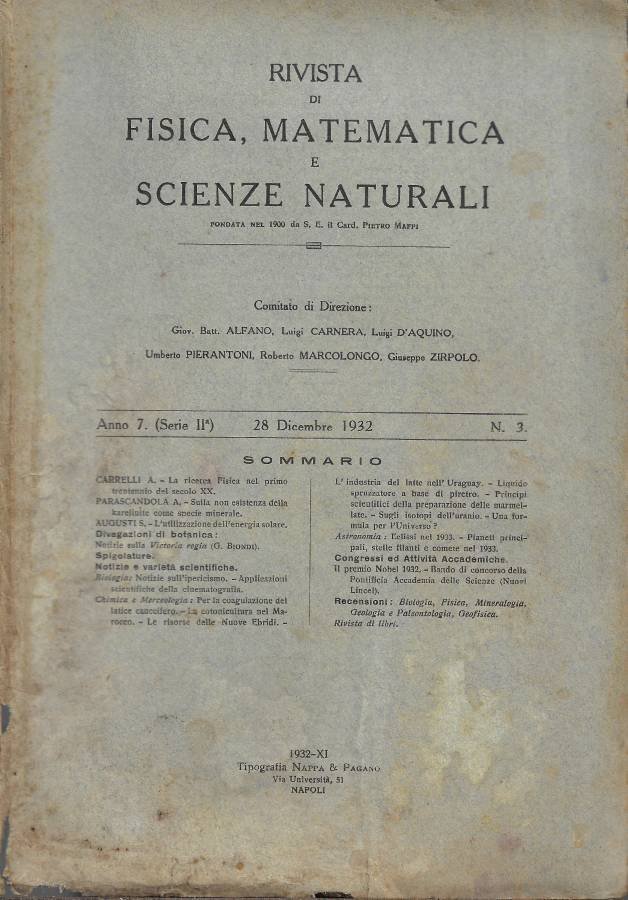 RIVISTA
DI
FISICA, MATEMATICA
E
SCIENZE NATURALI
FONDATA NEL 1900 da S. E. il Card. PIETRO MAFFI
Comitato di Direzione:
Giov. Batt. ALFANO, Luigi CARNERA, Luigi D'AQUINO,
Umberto PIERANTONI, Roberto MARCOLONGO, Giuseppe ZIRPOLO.
Anno 7. (Serie IIª) 28 Dicembre 1932 N. 3.
SOMMARIO
CARRELLI A. - La ricerca Fisica nel primo
trentennio del secolo XX.
PARASCANDOLA A. - Sulla non esistenza della
kareliuite come specie minerale.
AUGUSTI S. - L'utilizzazione dell'energia solare.
Divagazioni di botanica:
Notizie sulla Victoria regia (G. BIONDI).
Spigolature.
Notizie e varietà scientifiche.
Biologia: Notizie sull'ipericismo. - Applicazioni
scientifiche della cinematografia.
Chimica e Merceologia: Per la coagulazione del
latice caucciifero. - La cotonicultura nel Ma-
rocco. - Le risorse delle Nuove Ebridi. -
L'industria del latte nell'Uraguay. - Liquido
spruzzatore a base di piretro. - Principi
scientifici della preparazione delle marmel-
late. - Sugli isotopi dell'uranio. - Una for-
mula per l'Universo?
Astronomia: Eclissi nel 1933. - Pianeti princi-
pali, stelle filanti e comete nel 1933.
Congressi ed Attività Accademiche.
Il premio Nobel 1932. - Bando di concorso della
Pontificia Accademia delle Scienze (Nuovi
Lincei).
Recensioni: Biologia, Fisica, Mineralogia,
Geologia e Paleontologia, Geofisica.
Rivista di libri.
1932-XI
Tipografia NAPPA & PAGANO
Via Università, 51
NAPOLI